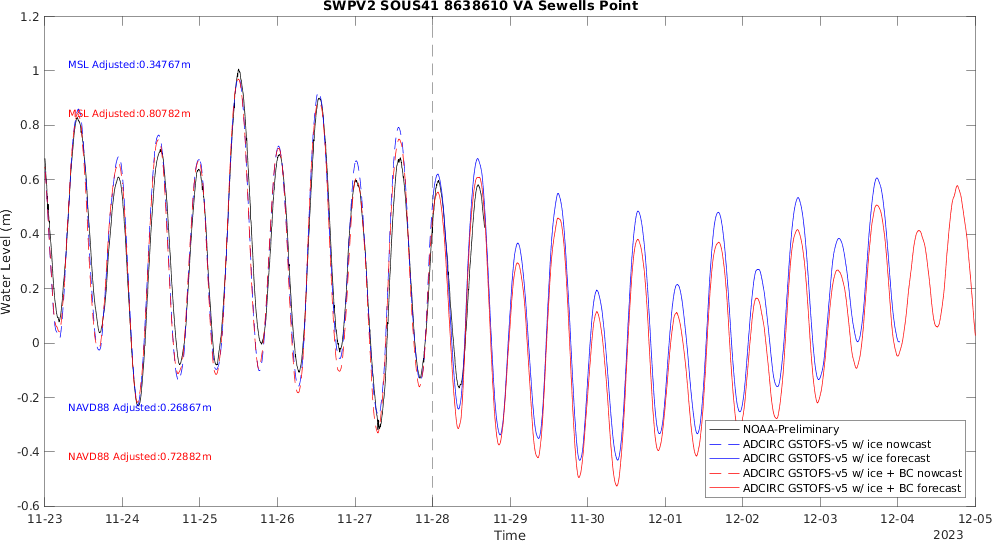 SWPV2 SOUS41 8638610 VA Sewells Point
1.2
1
0.8
0.6
0.4
0.2
0
-0.2
-0.4
-0.6
Water Level (m)
MSL Adjusted:0.34767m
MSL Adjusted:0.80782m
NAVD88 Adjusted:0.26867m
NAVD88 Adjusted:0.72882m
NOAA-Preliminary
ADCIRC GSTOFS-v5 w/ ice nowcast
ADCIRC GSTOFS-v5 w/ ice forecast
ADCIRC GSTOFS-v5 w/ ice + BC nowcast
ADCIRC GSTOFS-v5 w/ ice + BC forecast
11-23 11-24 11-25 11-26 11-27 11-28 11-29 11-30 12-01 12-02 12-03 12-04 12-05
Time
2023